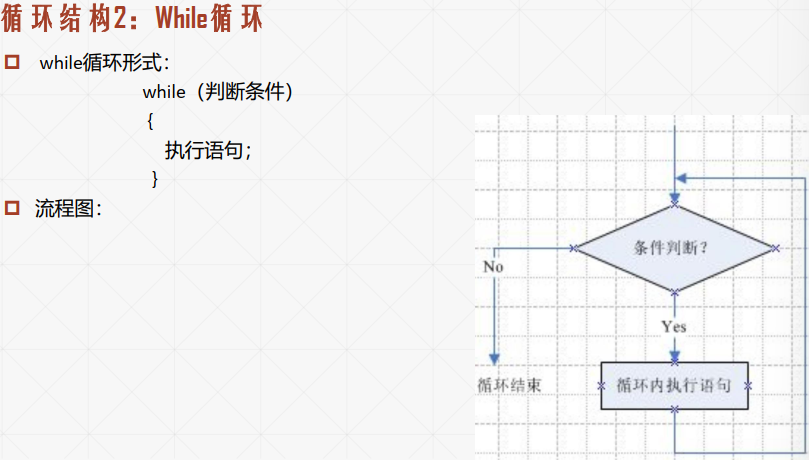 循环结构2：While循环
while循环形式：
while（判断条件）
{
执行语句；
}
流程图：
条件判断？
No
Yes
循环结束
循环内执行语句